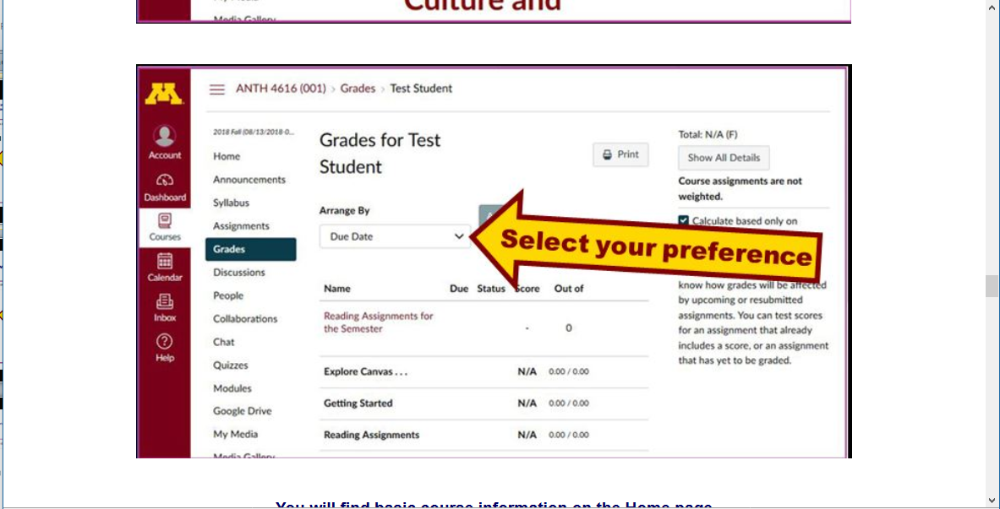 Culture and
Media Gallery
ANTH 4616 (001) › Grades › Test Student
Account
Dashboard
Courses
Calendar
Inbox
Help
2018 Fall (08/13/2018-0...
Home
Announcements
Syllabus
Assignments
Grades
Discussions
People
Collaborations
Chat
Quizzes
Modules
Google Drive
My Media
Media Gallery
Grades for Test
Student
Print
Arrange By
Due Date
Select your preference
Name Due Status Score Out of
Reading Assignments for
the Semester - 0
Explore Canvas . . . N/A 0.00 / 0.00
Getting Started N/A 0.00 / 0.00
Reading Assignments N/A 0.00 / 0.00
Total: N/A (F)
Show All Details
Course assignments are not
weighted.
Calculate based only on
know how grades will be affected
by upcoming or resubmitted
assignments. You can test scores
for an assignment that already
includes a score, or an assignment
that has yet to be graded.
You will find basic course information on the Home page